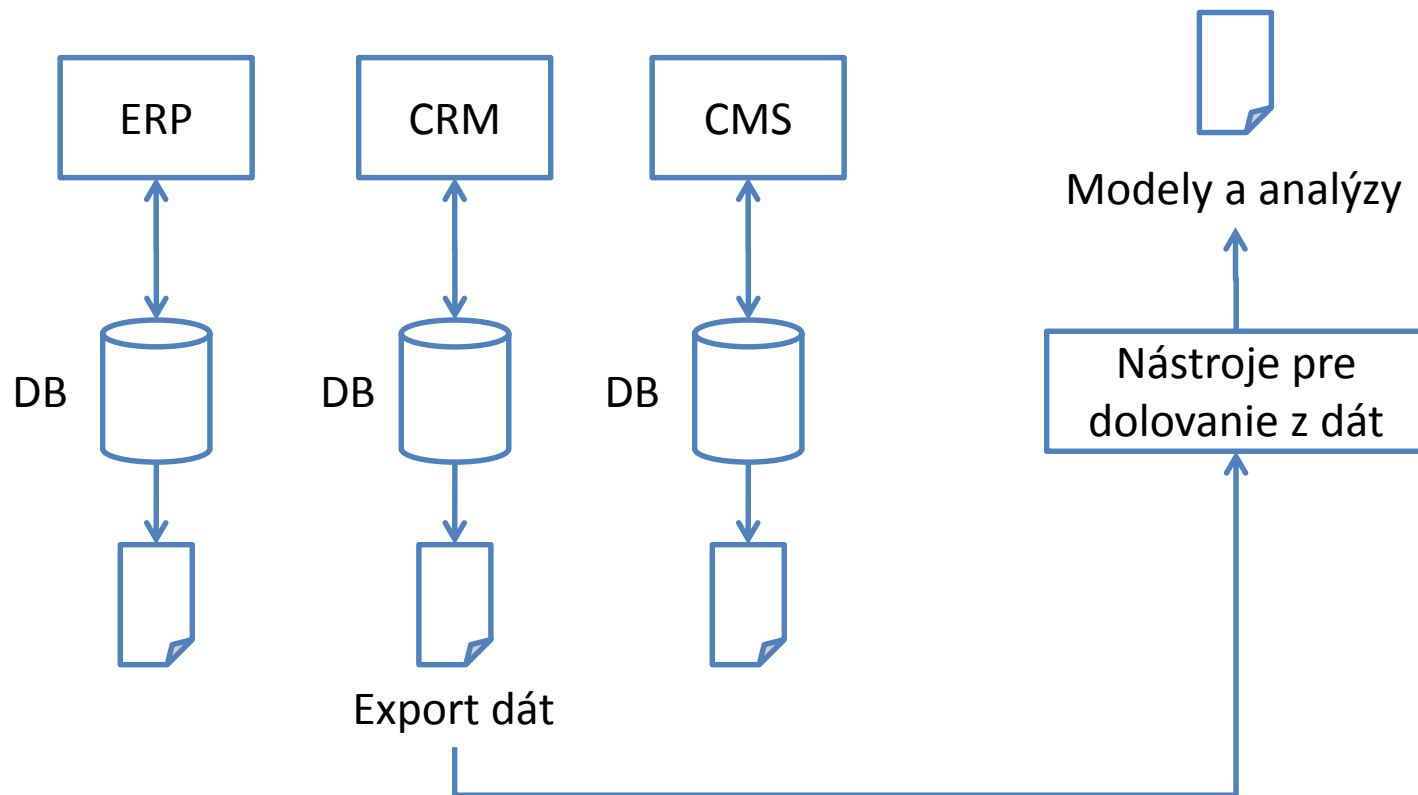 ERP
CRM
CMS
Modely a analýzy
DB
DB
DB
Nástroje pre
dolovanie z dát
Export dát